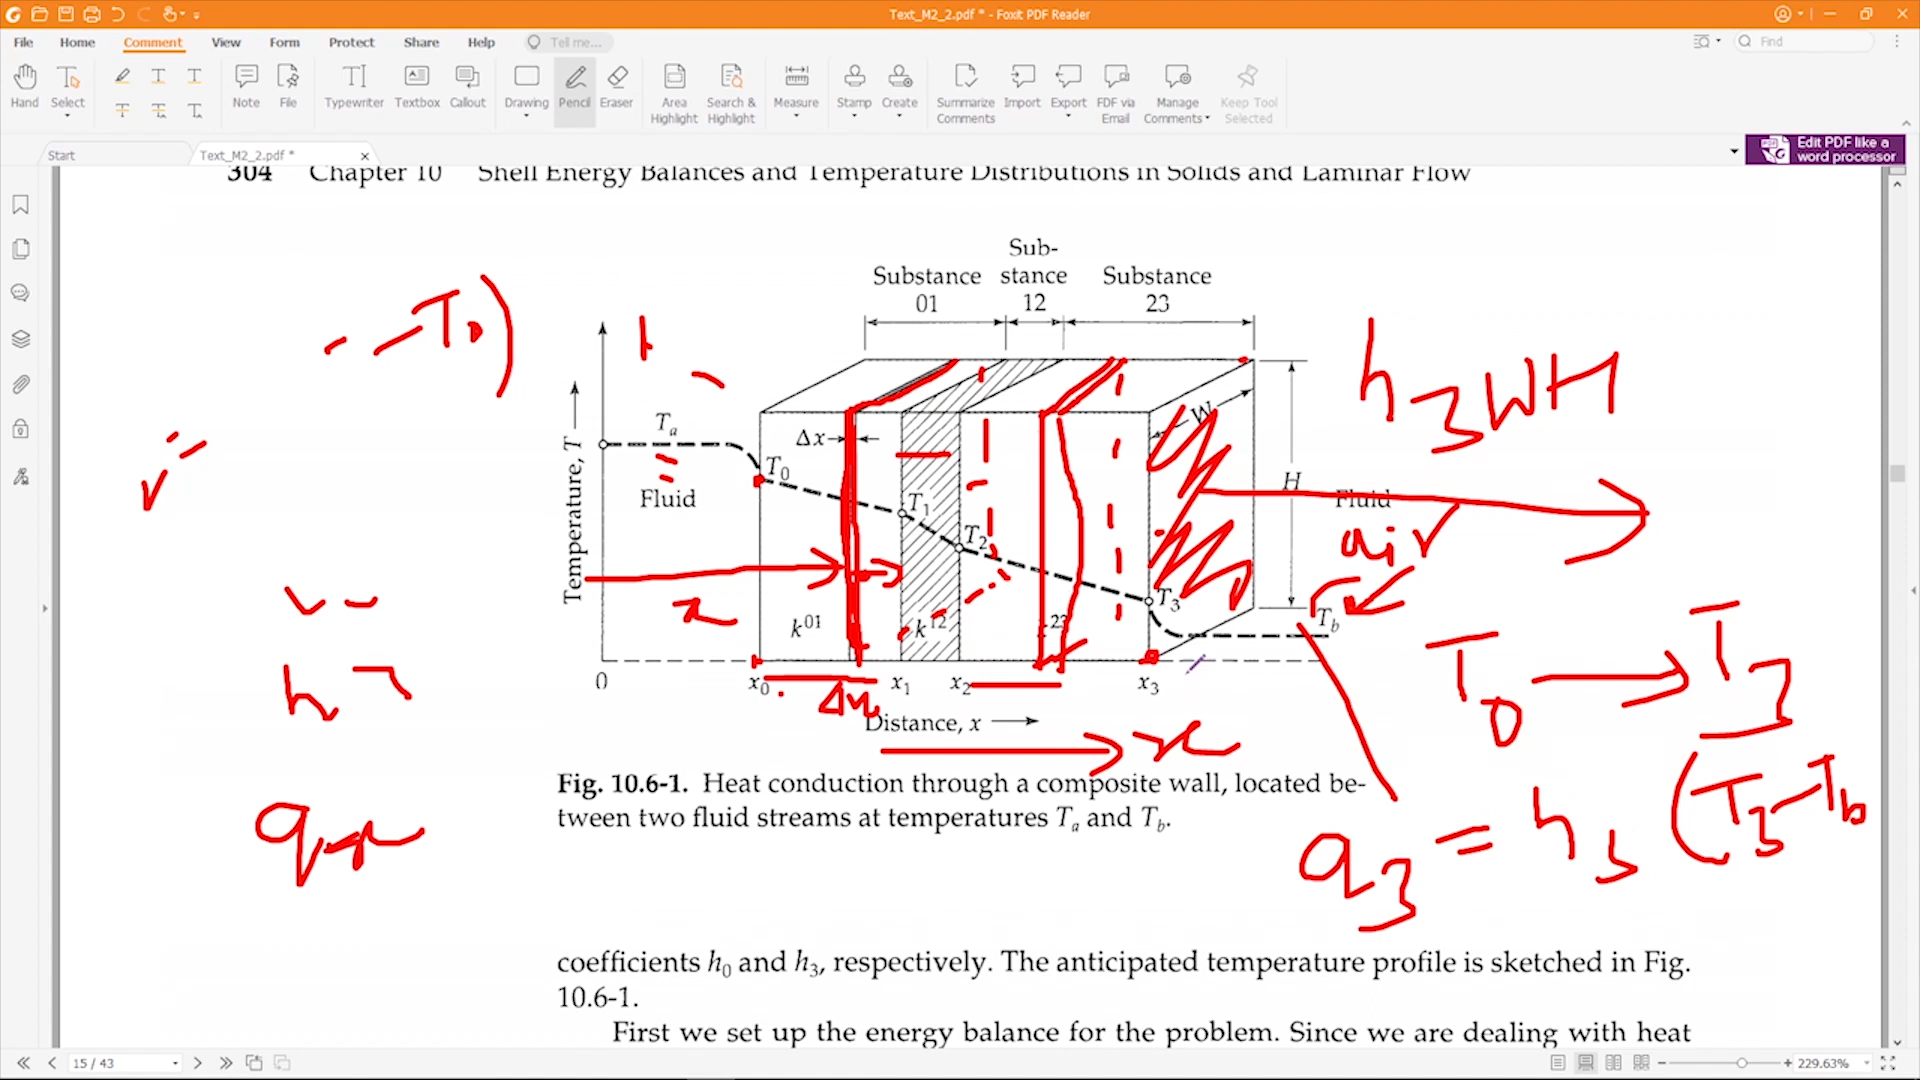 Text_M2_2.pdf * - Foxit PDF Reader
File Home Comment View Form Protect Share Help Tell me... Find
Hand Select Note File Typewriter Textbox Callout Drawing Pencil Eraser Area Highlight Search & Highlight Measure Stamp Create Summarize Comments Import Export FDF via Email Manage Comments Keep Tool Selected
Start Text_M2_2.pdf * Edit PDF like a word processor
304 Chapter 10 Shell Energy Balances and Temperature Distributions in Solids and Laminar Flow
Substance 01
Sub-stance 12
Substance 23
-T0)
h3WH
Δx
W
Ta
T0
T1
T2
T3
Tb
H
Fluid
Fluid
air
Temperature, T
x
k01
k12
23
0
x0
x1
x2
x3
Δx
Distance, x
x
T0 → T3
Fig. 10.6-1. Heat conduction through a composite wall, located be-
tween two fluid streams at temperatures Ta and Tb.
q3 = h3 (T3-Tb
coefficients h0 and h3, respectively. The anticipated temperature profile is sketched in Fig.
10.6-1.
First we set up the energy balance for the problem. Since we are dealing with heat
15 / 43
229.63%